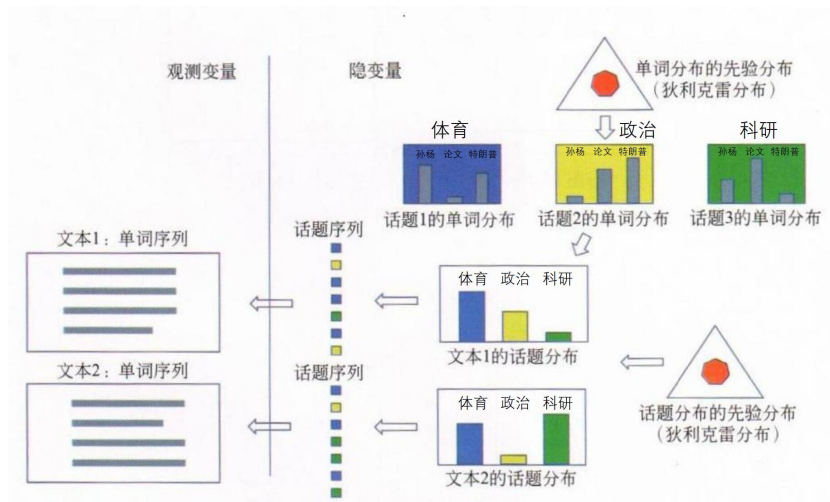 观测变量
隐变量
单词分布的先验分布
（狄利克雷分布）
体育
政治
科研
孙杨 论文 特朗普
孙杨 论文 特朗普
孙杨 论文 特朗普
话题1的单词分布
话题2的单词分布
话题3的单词分布
文本1：单词序列
话题序列
体育 政治 科研
文本1的话题分布
文本2：单词序列
话题序列
体育 政治 科研
文本2的话题分布
话题分布的先验分布
（狄利克雷分布）